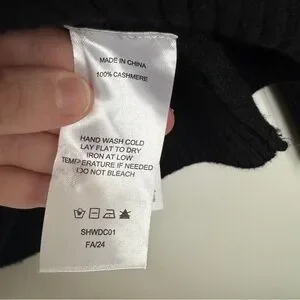 MADE IN CHINA
100% CASHMERE
HAND WASH COLD
LAY FLAT TO DRY
IRON AT LOW
TEMPERATURE IF NEEDED
DO NOT BLEACH
SHWDC01
FA/24